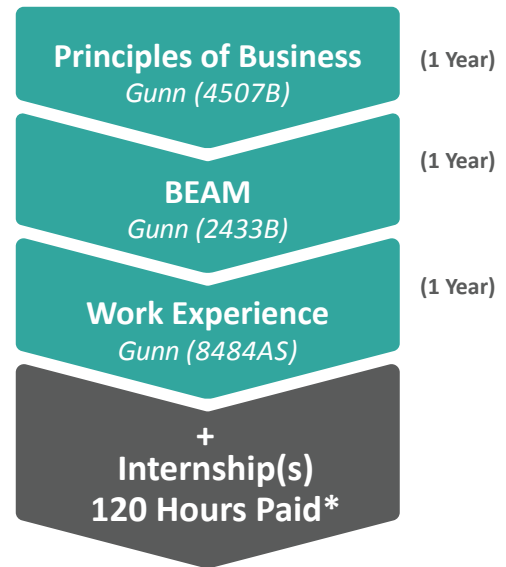 Principles of Business
(1 Year)
Gunn (4507B)
(1 Year)
BEAM
Gunn (2433B)
(1 Year)
Work Experience
Gunn (8484AS)
+
Internship(s)
120 Hours Paid*